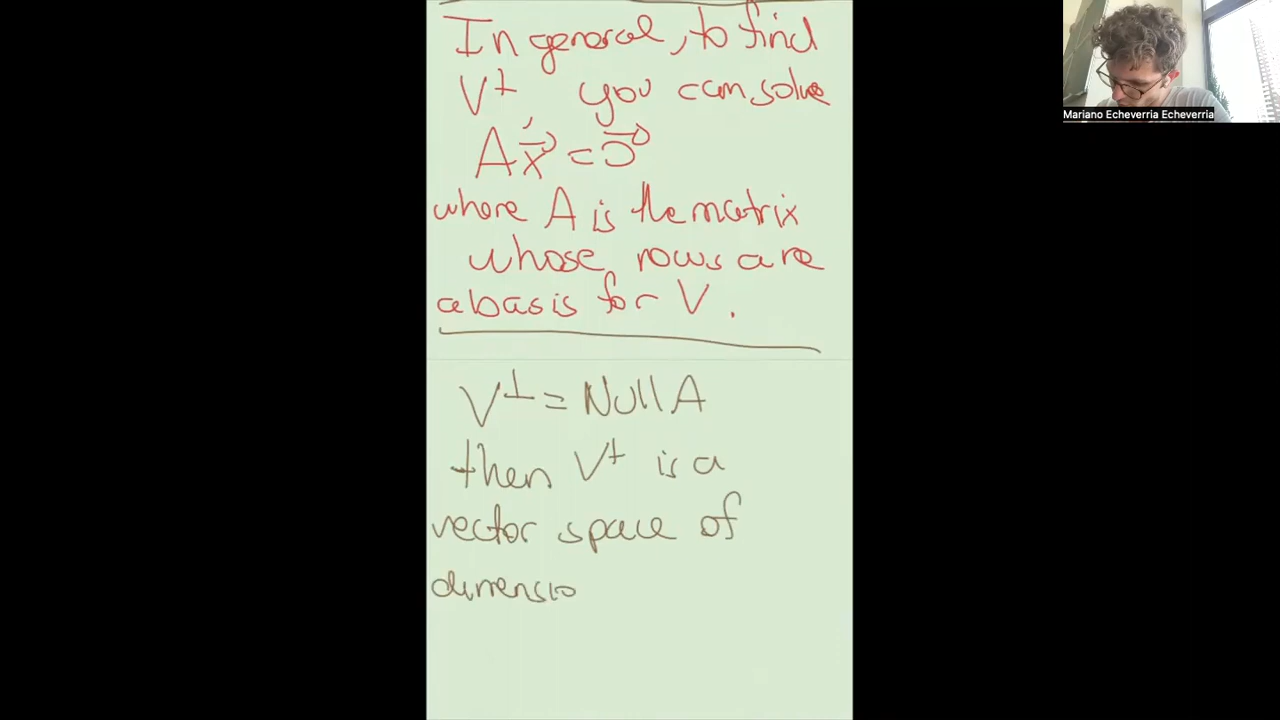 In general, to find
V⊥ you can solve
Ax⃗ = 0⃗
where A is the matrix
whose rows are
a basis for V.
V⊥ = Null A
then V⊥ is a
vector space of
dimensio
Mariano Echeverria Echeverria